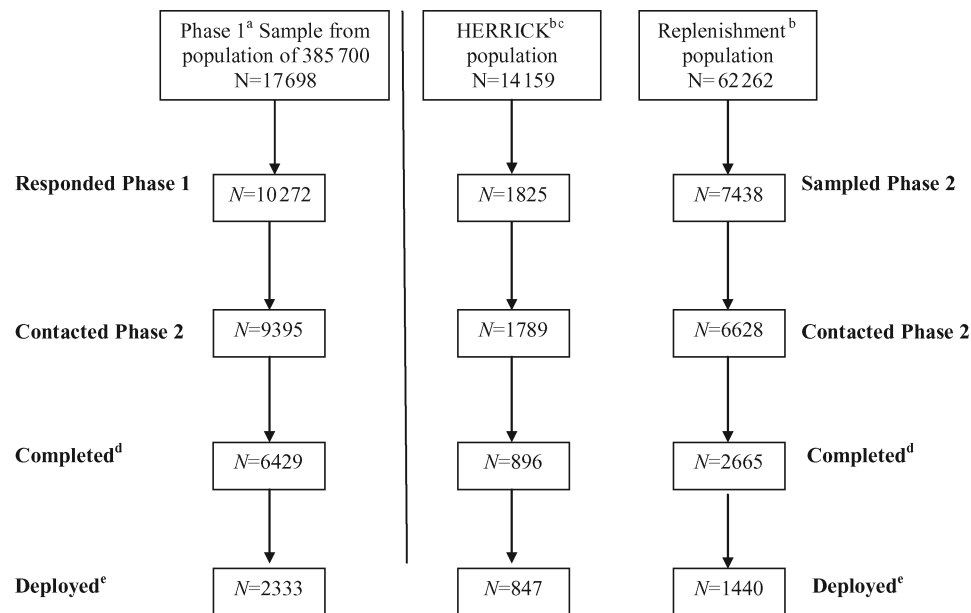 Phase 1ᵃ Sample from
population of 385 700
N=17698
HERRICKᵇᶜ
population
N=14 159
Replenishmentᵇ
population
N=62 262
Responded Phase 1
N=10 272
N=1825
N=7438
Sampled Phase 2
Contacted Phase 2
N=9395
N=1789
N=6628
Contacted Phase 2
Completedᵈ
N=6429
N=896
N=2665
Completedᵈ
Deployedᵉ
N=2333
N=847
N=1440
Deployedᵉ